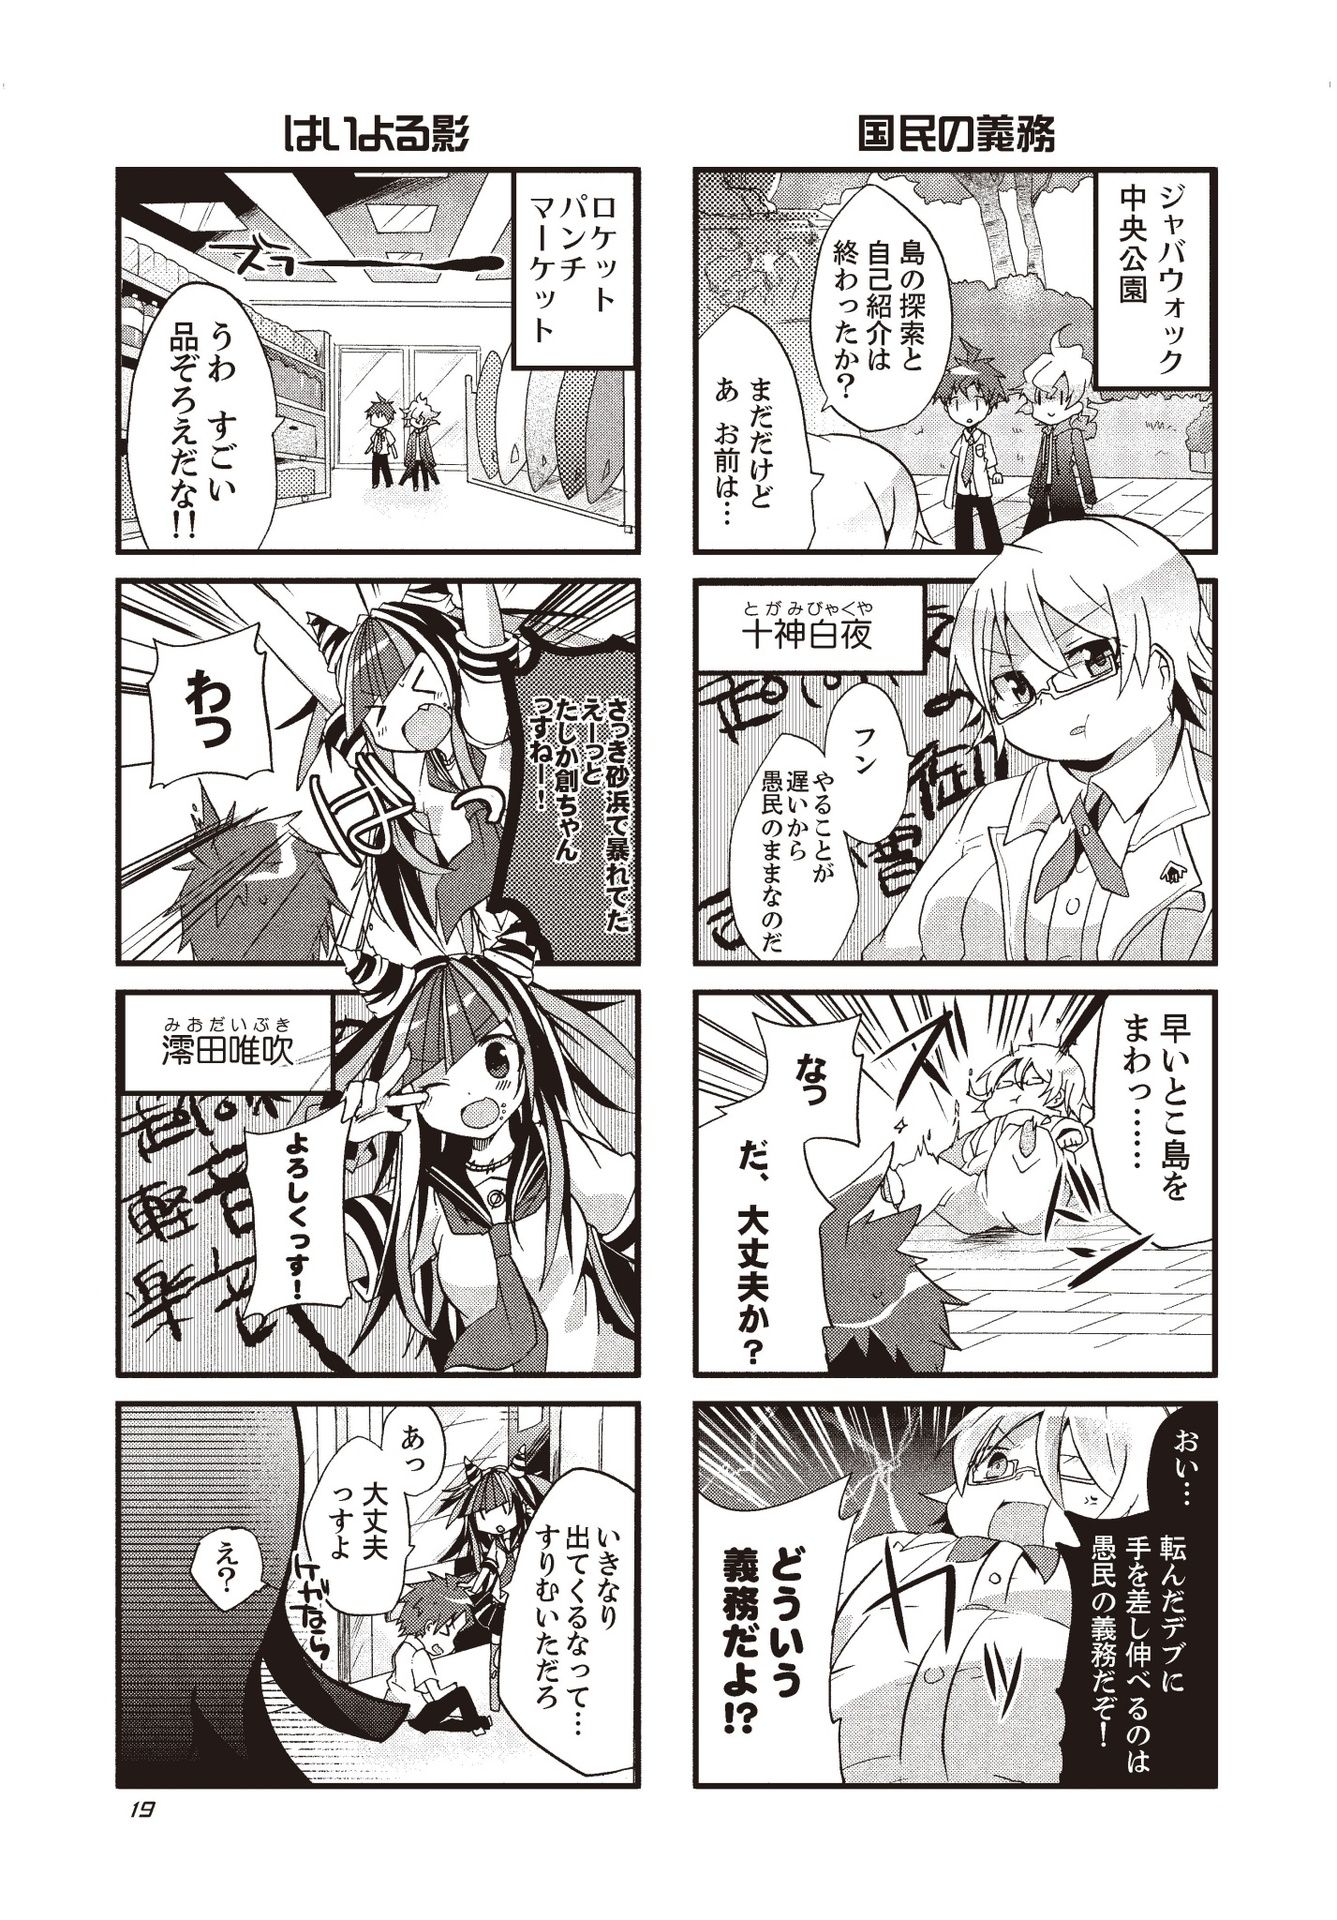 国民の義務
ジャバウォック
中央公園
島の探索と
自己紹介は
終わったか?
まだだけど
あ お前は…
とがみびゃくや
十神白夜
フン
やることが
遅いから
愚民のままなのだ
早いとこ島を
まわっ……
なっ
だ、大丈夫か?
おい…
転んだデブに
手を差し伸べるのは
愚民の義務だぞ!
どういう
義務だよ!?
はいよる影
ロケット
パンチ
マーケット
うわ すごい
品ぞろえだな!!
さっき砂浜で暴れてた
えーっと
たしか創ちゃん
っすねー!
ばっ
わっ
みおだいぶき
澪田唯吹
よろしくっす!
軽音
楽
いきなり
出てくるなって…
すりむいただろ
あっ
大丈夫
っすよ
ケガなら
え?
19